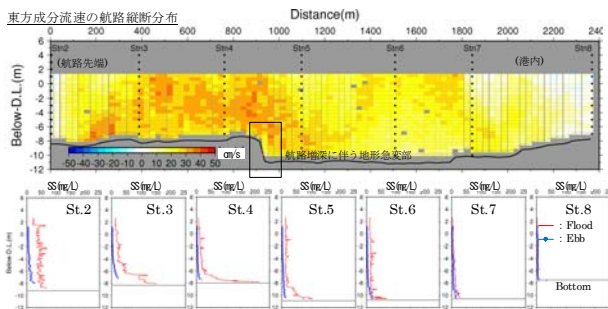 東方成分流速の航路縦断分布
Distance(m)
0 200 400 600 800 1000 1200 1400 1600 1800 2000 2200 2400
Stn2 Stn3 Stn4 Stn5 Stn6 Stn7 Stn8
(航路先端) (港内)
Below-D.L.(m)
6
4
2
0
-2
-4
-6
-8
-10
-12
-50 -40 -30 -20 -10 0 10 20 30 40 50
cm/s
航路増深に伴う地形急変部
SS(mg/L) SS(mg/L) SS(mg/L) SS(mg/L) SS(mg/L) SS(mg/L) SS(mg/L)
St.2 St.3 St.4 St.5 St.6 St.7 St.8
: Flood
: Ebb
Below-D.L.(m)
Bottom